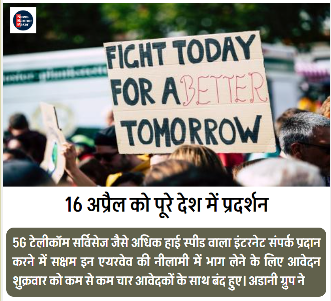 FIGHT TODAY
FOR A BETTER
TOMORROW
16 अप्रैल को पूरे देश में प्रदर्शन
5G टेलीकॉम सर्विसेज जैसे अधिक हाई स्पीड वाला इंटरनेट संपर्क प्रदान
करने में सक्षम इन एयरवेव की नीलामी में भाग लेने के लिए आवेदन
शुक्रवार को कम से कम चार आवेदकों के साथ बंद हुए। अडानी ग्रुप ने